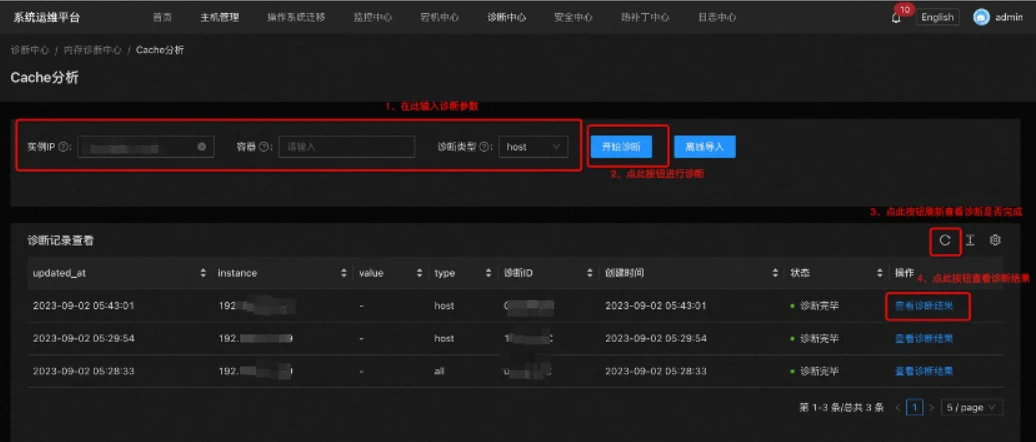 系统运维平台 首页 主机管理 操作系统迁移 监控中心 宕机中心 诊断中心 安全中心 热补丁中心 日志中心 10 English admin
诊断中心 / 内存诊断中心 / Cache分析
Cache分析
1、在此输入诊断参数
实例IP ?: 容器 ?: 请输入 诊断类型 ?: host 开始诊断 离线导入
2、点此按钮进行诊断
3、点此按钮刷新查看诊断是否完成
诊断记录查看
updated_at instance value type 诊断ID 创建时间 状态 操作
4、点此按钮查看诊断结果
2023-09-02 05:43:01 192. - host 2023-09-02 05:43:01 诊断完毕 查看诊断结果
2023-09-02 05:29:54 192. - host 2023-09-02 05:29:54 诊断完毕 查看诊断结果
2023-09-02 05:28:33 192. - all 2023-09-02 05:28:33 诊断完毕 查看诊断结果
第 1-3 条/总共 3 条 < 1 > 5 / page